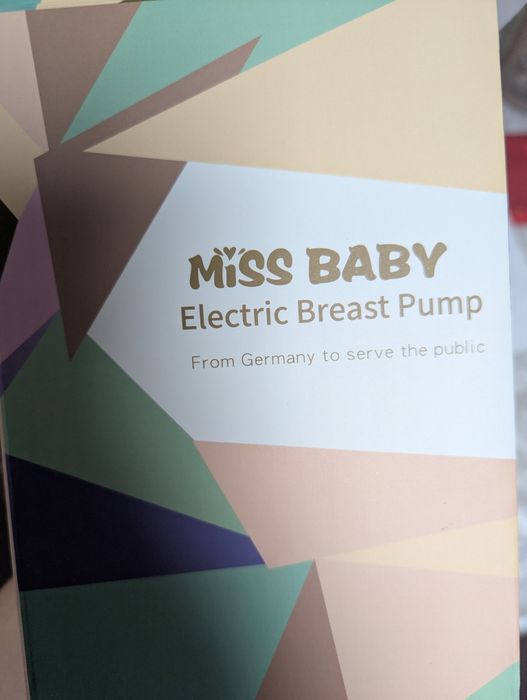 Miss BABY
Electric Breast Pump
From Germany to serve the public